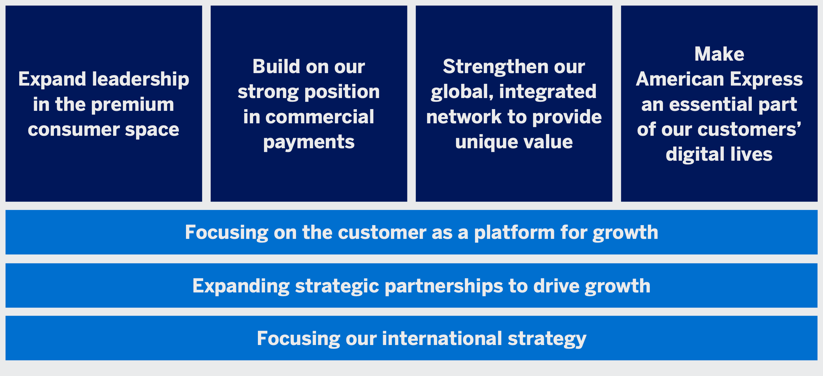 Expand leadership
in the premium
consumer space
Build on our
strong position
in commercial
payments
Strengthen our
global, integrated
network to provide
unique value
Make
American Express
an essential part
of our customers’
digital lives
Focusing on the customer as a platform for growth
Expanding strategic partnerships to drive growth
Focusing our international strategy